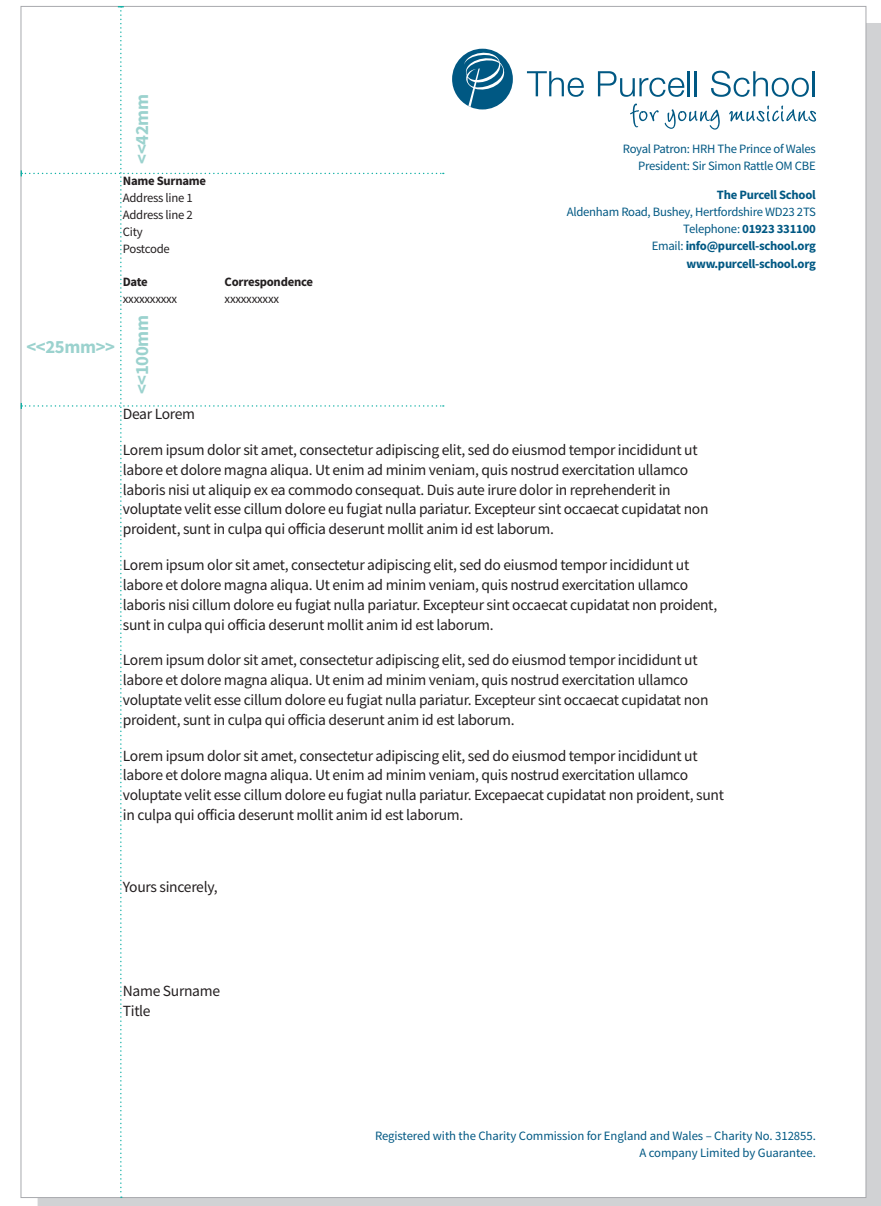 The Purcell School
for young musicians
Royal Patron: HRH The Prince of Wales
President: Sir Simon Rattle OM CBE
The Purcell School
Aldenham Road, Bushey, Hertfordshire WD23 2TS
Telephone: 01923 331100
Email: info@purcell-school.org
www.purcell-school.org
<<42mm
Name Surname
Address line 1
Address line 2
City
Postcode
Date Correspondence
xxxxxxxxxx xxxxxxxxxx
<<25mm>>
<<100mm
Dear Lorem
Lorem ipsum dolor sit amet, consectetur adipiscing elit, sed do eiusmod tempor incididunt ut
labore et dolore magna aliqua. Ut enim ad minim veniam, quis nostrud exercitation ullamco
laboris nisi ut aliquip ex ea commodo consequat. Duis aute irure dolor in reprehenderit in
voluptate velit esse cillum dolore eu fugiat nulla pariatur. Excepteur sint occaecat cupidatat non
proident, sunt in culpa qui officia deserunt mollit anim id est laborum.
Lorem ipsum olor sit amet, consectetur adipiscing elit, sed do eiusmod tempor incididunt ut
labore et dolore magna aliqua. Ut enim ad minim veniam, quis nostrud exercitation ullamco
laboris nisi cillum dolore eu fugiat nulla pariatur. Excepteur sint occaecat cupidatat non proident,
sunt in culpa qui officia deserunt mollit anim id est laborum.
Lorem ipsum dolor sit amet, consectetur adipiscing elit, sed do eiusmod tempor incididunt ut
labore et dolore magna aliqua. Ut enim ad minim veniam, quis nostrud exercitation ullamco
voluptate velit esse cillum dolore eu fugiat nulla pariatur. Excepteur sint occaecat cupidatat non
proident, sunt in culpa qui officia deserunt anim id est laborum.
Lorem ipsum dolor sit amet, consectetur adipiscing elit, sed do eiusmod tempor incididunt ut
labore et dolore magna aliqua. Ut enim ad minim veniam, quis nostrud exercitation ullamco
voluptate velit esse cillum dolore eu fugiat nulla pariatur. Excepaecat cupidatat non proident, sunt
in culpa qui officia deserunt mollit anim id est laborum.
Yours sincerely,
Name Surname
Title
Registered with the Charity Commission for England and Wales – Charity No. 312855.
A company Limited by Guarantee.